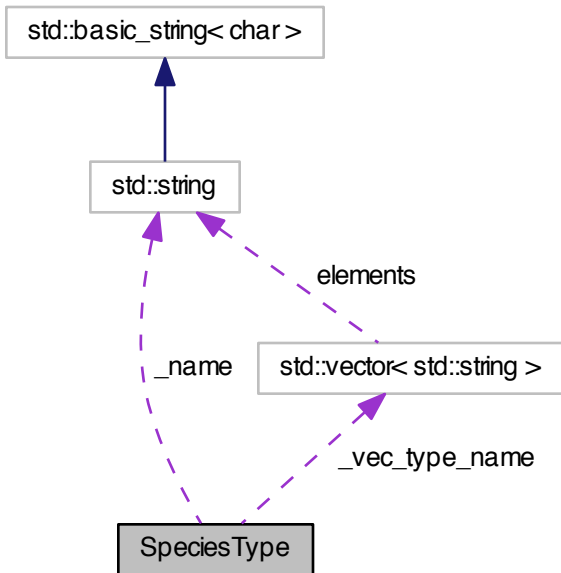 std::basic_string< char >
std::string
elements
_name
std::vector< std::string >
_vec_type_name
SpeciesType